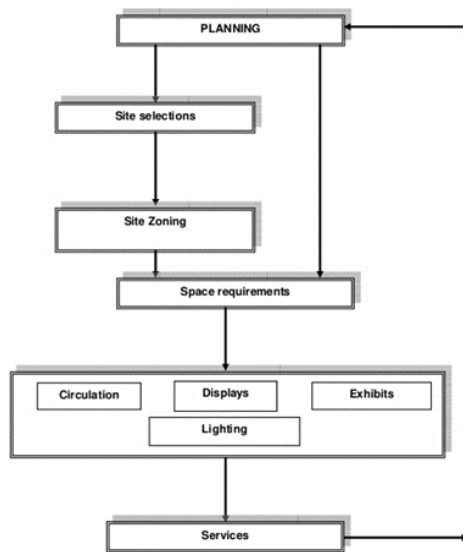 PLANNING
Site selections
Site Zoning
Space requirements
Circulation
Displays
Exhibits
Lighting
Services